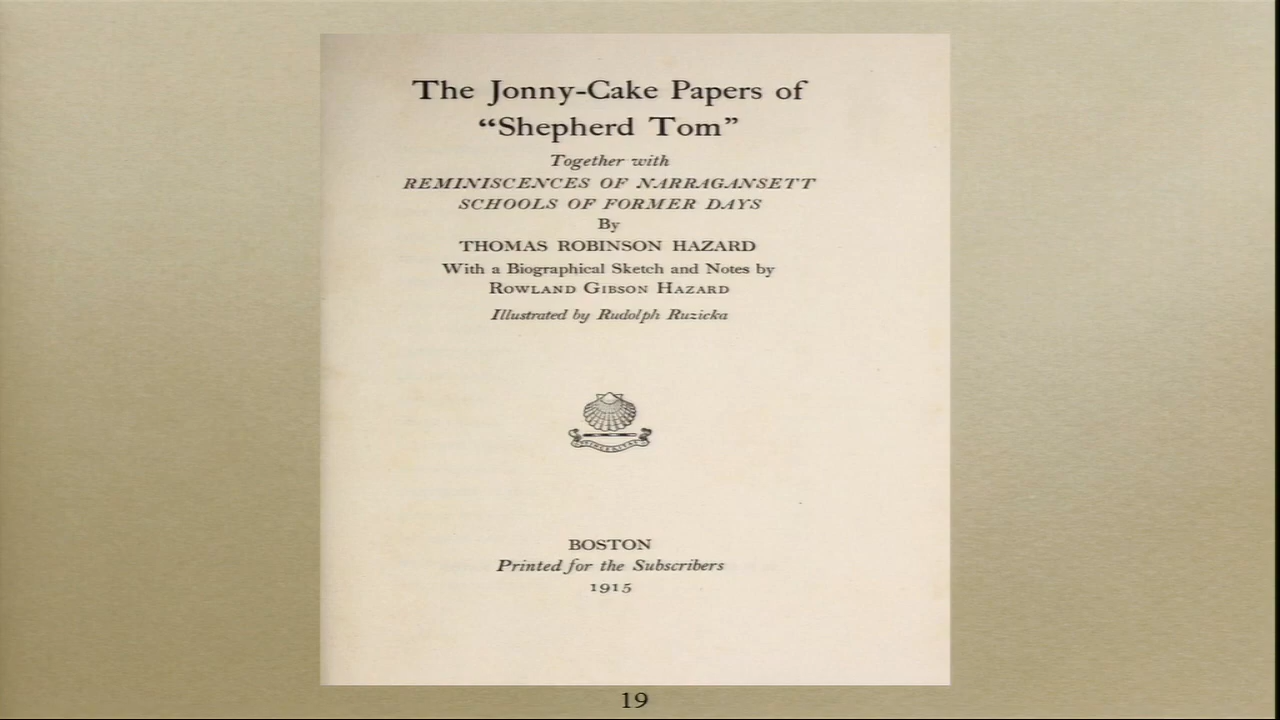 The Jonny-Cake Papers of
“Shepherd Tom”
Together with
REMINISCENCES OF NARRAGANSETT
SCHOOLS OF FORMER DAYS
By
THOMAS ROBINSON HAZARD
With a Biographical Sketch and Notes by
ROWLAND GIBSON HAZARD
Illustrated by Rudolph Ruzicka
BOSTON
Printed for the Subscribers
1915
19